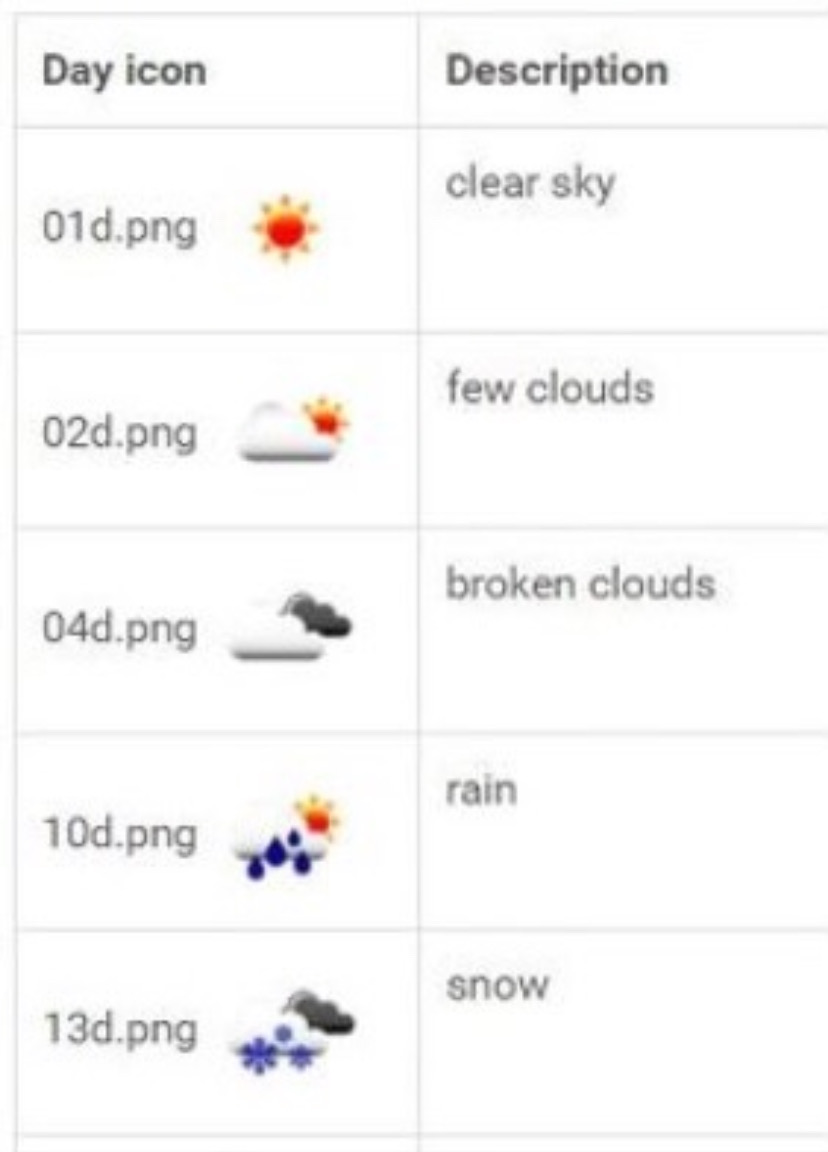 Day icon Description
01d.png clear sky
02d.png few clouds
04d.png broken clouds
10d.png rain
13d.png snow